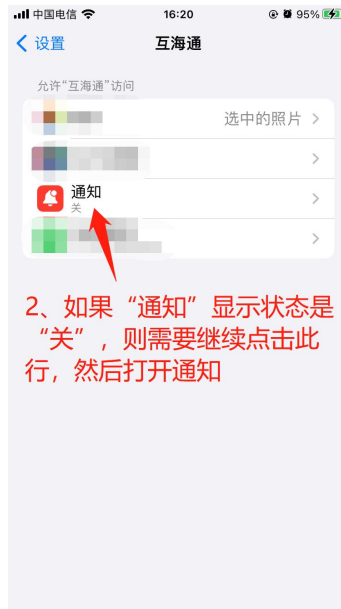 中国电信 16:20 95%
设置 互海通
允许“互海通”访问
选中的照片
通知
关
2、如果“通知”显示状态是
“关”，则需要继续点击此
行，然后打开通知